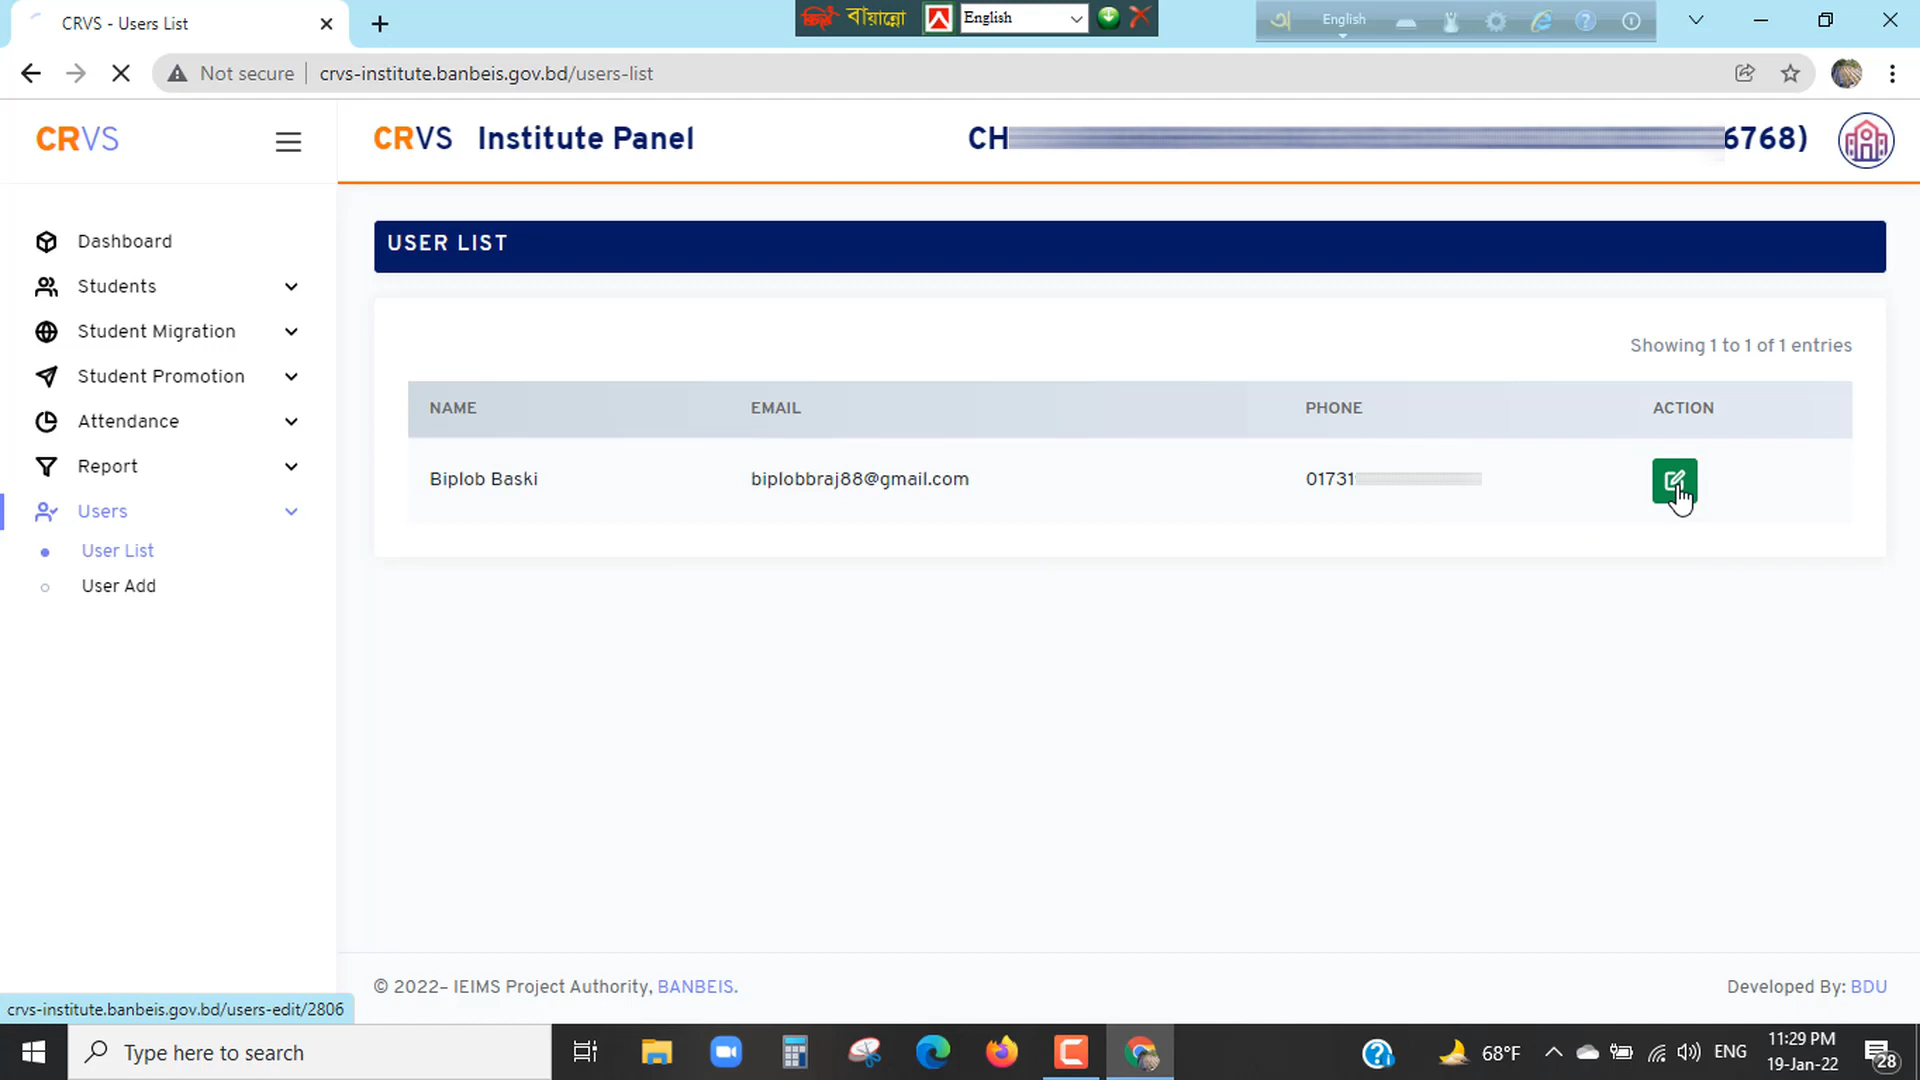 CRVS - Users List
বায়ান্নো
English
English
Not secure
crvs-institute.banbeis.gov.bd/users-list
CRVS
CRVS Institute Panel
CH
6768)
Dashboard
Students
Student Migration
Student Promotion
Attendance
Report
Users
User List
User Add
USER LIST
Showing 1 to 1 of 1 entries
NAME EMAIL PHONE ACTION
Biplob Baski biplobbraj88@gmail.com 01731
© 2022– IEIMS Project Authority, BANBEIS.
Developed By: BDU
crvs-institute.banbeis.gov.bd/users-edit/2806
Type here to search
68°F
ENG
11:29 PM
19-Jan-22
28